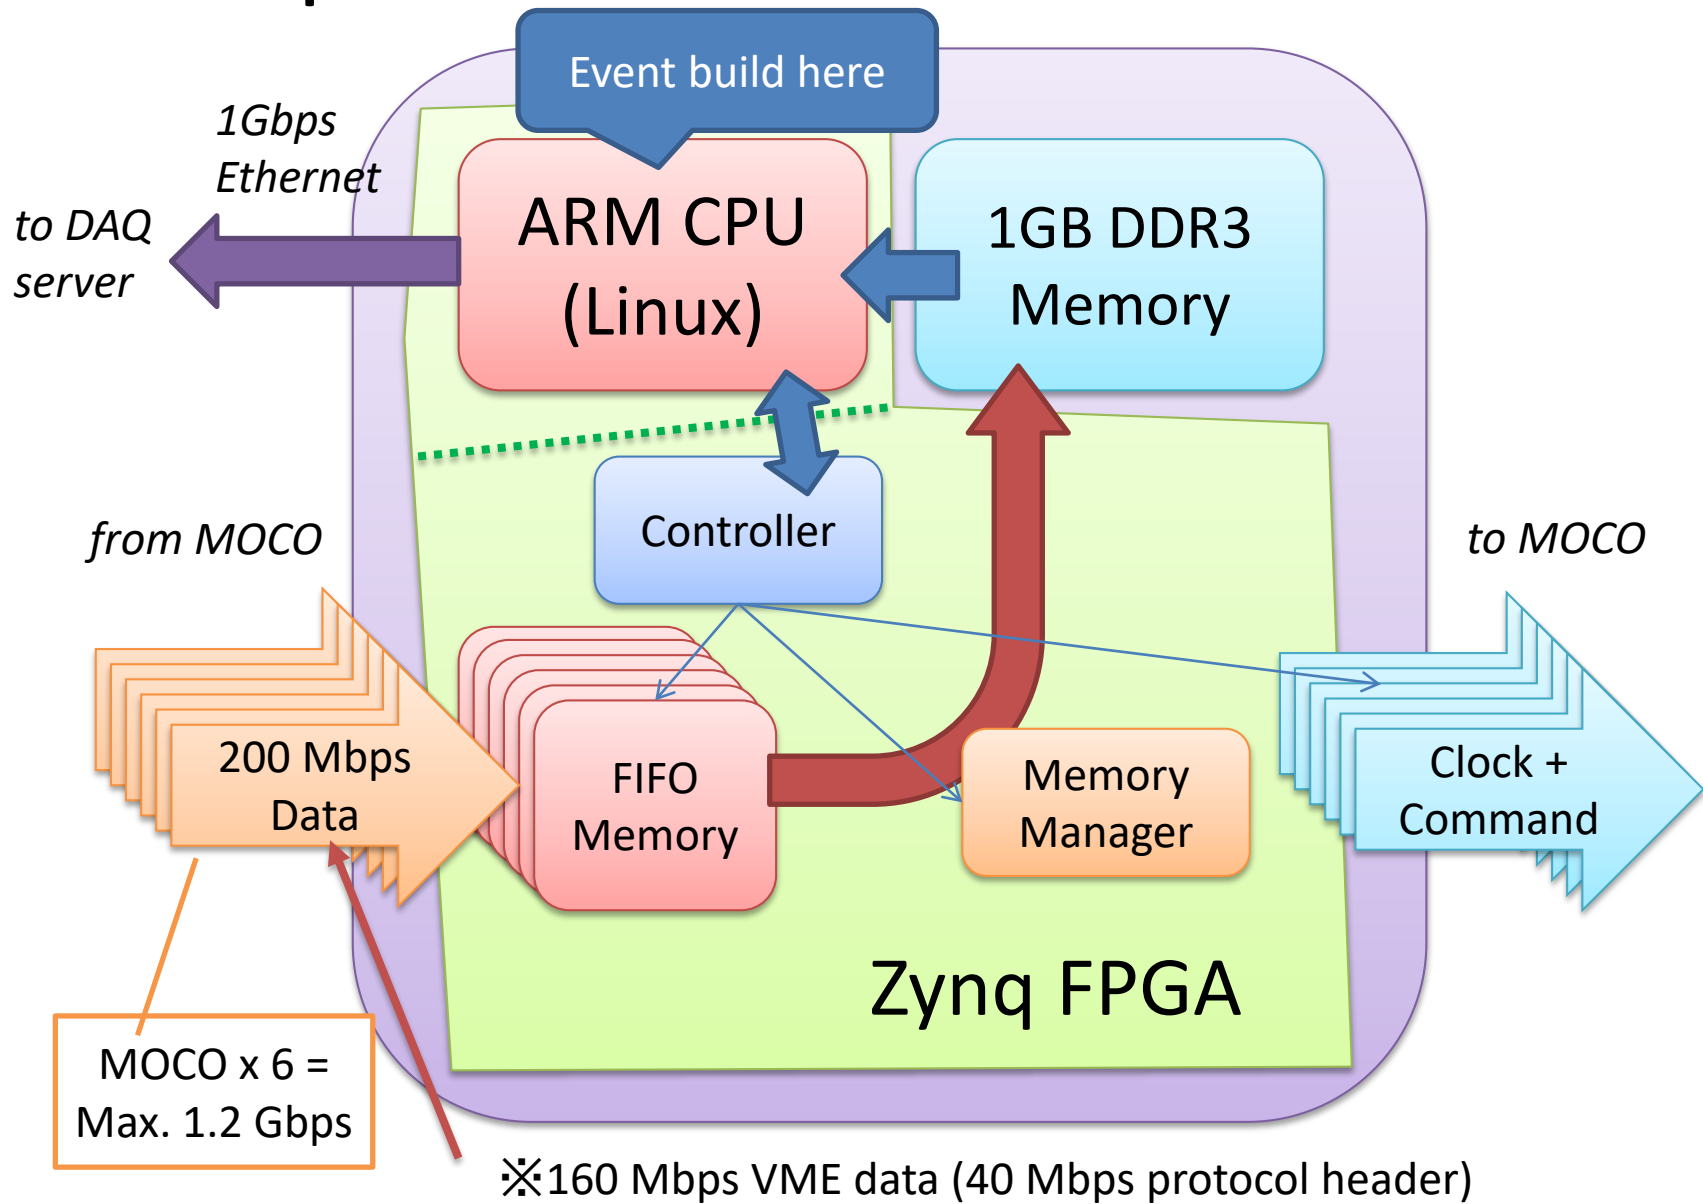 Event build here
1Gbps
Ethernet
to DAQ
server
ARM CPU
(Linux)
1GB DDR3
Memory
Controller
from MOCO
to MOCO
200 Mbps
Data
FIFO
Memory
Memory
Manager
Clock +
Command
Zynq FPGA
MOCO x 6 =
Max. 1.2 Gbps
※160 Mbps VME data (40 Mbps protocol header)